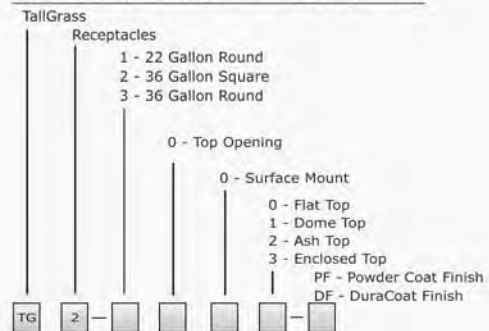 TallGrass
Receptacles
1 - 22 Gallon Round
2 - 36 Gallon Square
3 - 36 Gallon Round
0 - Top Opening
0 - Surface Mount
0 - Flat Top
1 - Dome Top
2 - Ash Top
3 - Enclosed Top
PF - Powder Coat Finish
DF - DuraCoat Finish
TG 2 - -